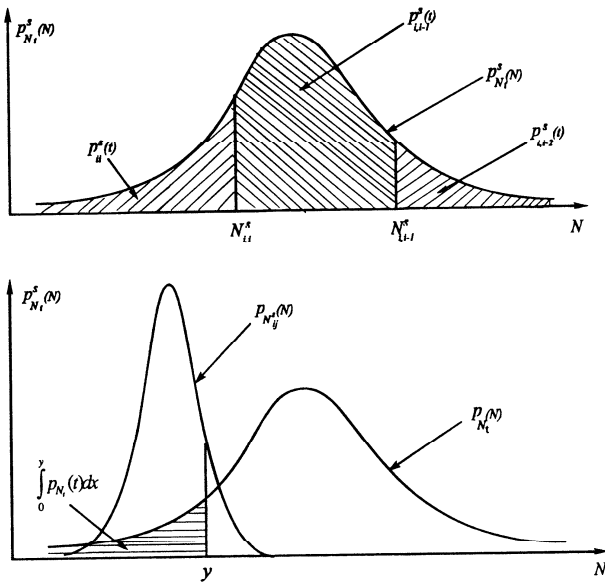 p^s_{N_t}(N)
p^s_{i,i-1}(t)
p^s_{N_t}(N)
p^s_{ii}(t)
p^s_{i,i-2}(t)
N^s_{i,i}
N^s_{i,i-1}
N
p^s_{N_t}(N)
p_{N^s_{ij}}(N)
p_{N_t}(N)
∫_0^y p_{N_t}(t)dx
y
N